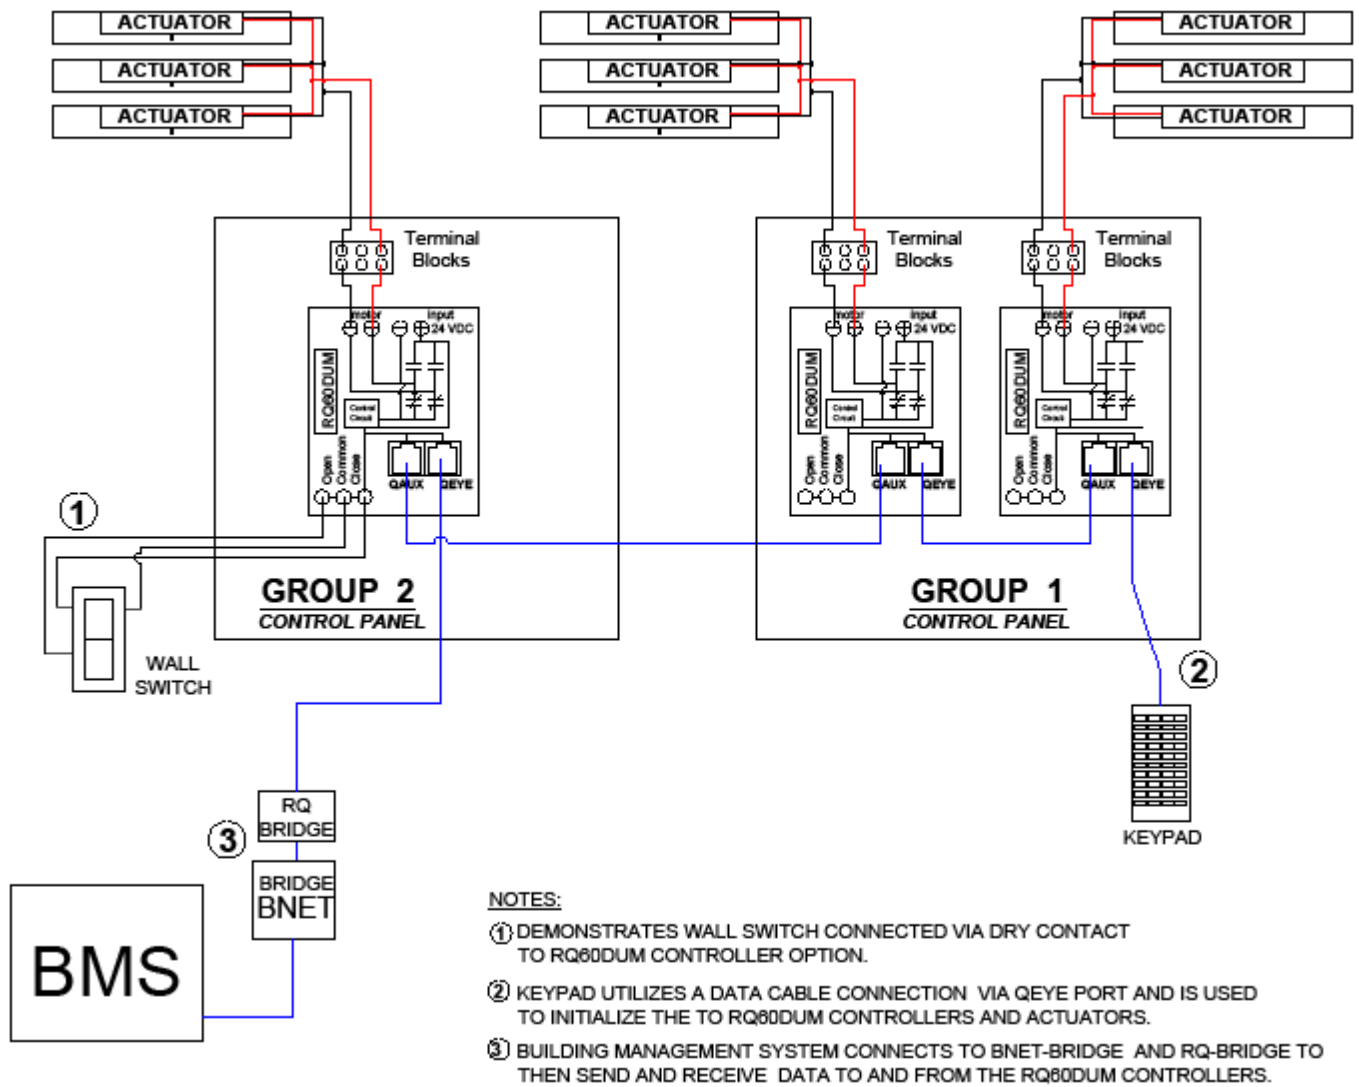 ACTUATOR
ACTUATOR
ACTUATOR
ACTUATOR
ACTUATOR
ACTUATOR
ACTUATOR
ACTUATOR
ACTUATOR
Terminal
Blocks
motor
input
24 VDC
RQ60DUM
Control
Circuit
Open
Common
Close
QAUX
QEYE
GROUP 2
CONTROL PANEL
Terminal
Blocks
motor
input
24 VDC
RQ60DUM
Control
Circuit
Open
Common
Close
QAUX
QEYE
Terminal
Blocks
motor
input
24 VDC
RQ60DUM
Control
Circuit
Open
Common
Close
QAUX
QEYE
GROUP 1
CONTROL PANEL
1
WALL
SWITCH
2
KEYPAD
3
RQ
BRIDGE
BRIDGE
BNET
BMS
NOTES:
1 DEMONSTRATES WALL SWITCH CONNECTED VIA DRY CONTACT
TO RQ60DUM CONTROLLER OPTION.
2 KEYPAD UTILIZES A DATA CABLE CONNECTION VIA QEYE PORT AND IS USED
TO INITIALIZE THE TO RQ60DUM CONTROLLERS AND ACTUATORS.
3 BUILDING MANAGEMENT SYSTEM CONNECTS TO BNET-BRIDGE AND RQ-BRIDGE TO
THEN SEND AND RECEIVE DATA TO AND FROM THE RQ60DUM CONTROLLERS.